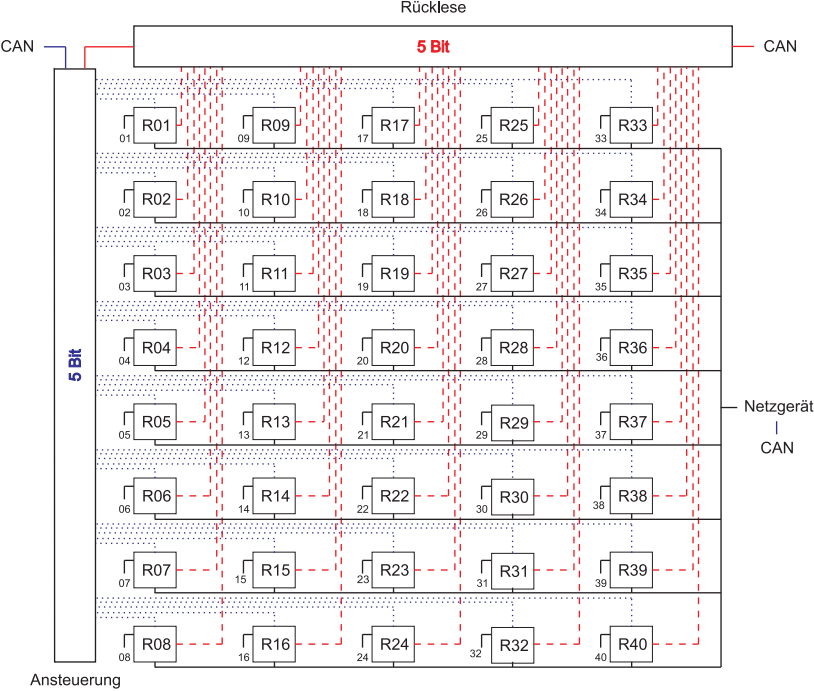 Rücklese
CAN
5 Bit
CAN
R01 R09 R17 R25 R33
01 09 17 25 33
R02 R10 R18 R26 R34
02 10 18 26 34
R03 R11 R19 R27 R35
03 11 19 27 35
R04 R12 R20 R28 R36
04 12 20 28 36
5 Bit
Netzgerät
R05 R13 R21 R29 R37
05 13 21 29 37
CAN
R06 R14 R22 R30 R38
06 14 22 30 38
R07 R15 R23 R31 R39
07 15 23 31 39
R08 R16 R24 R32 R40
08 16 24 32 40
Ansteuerung